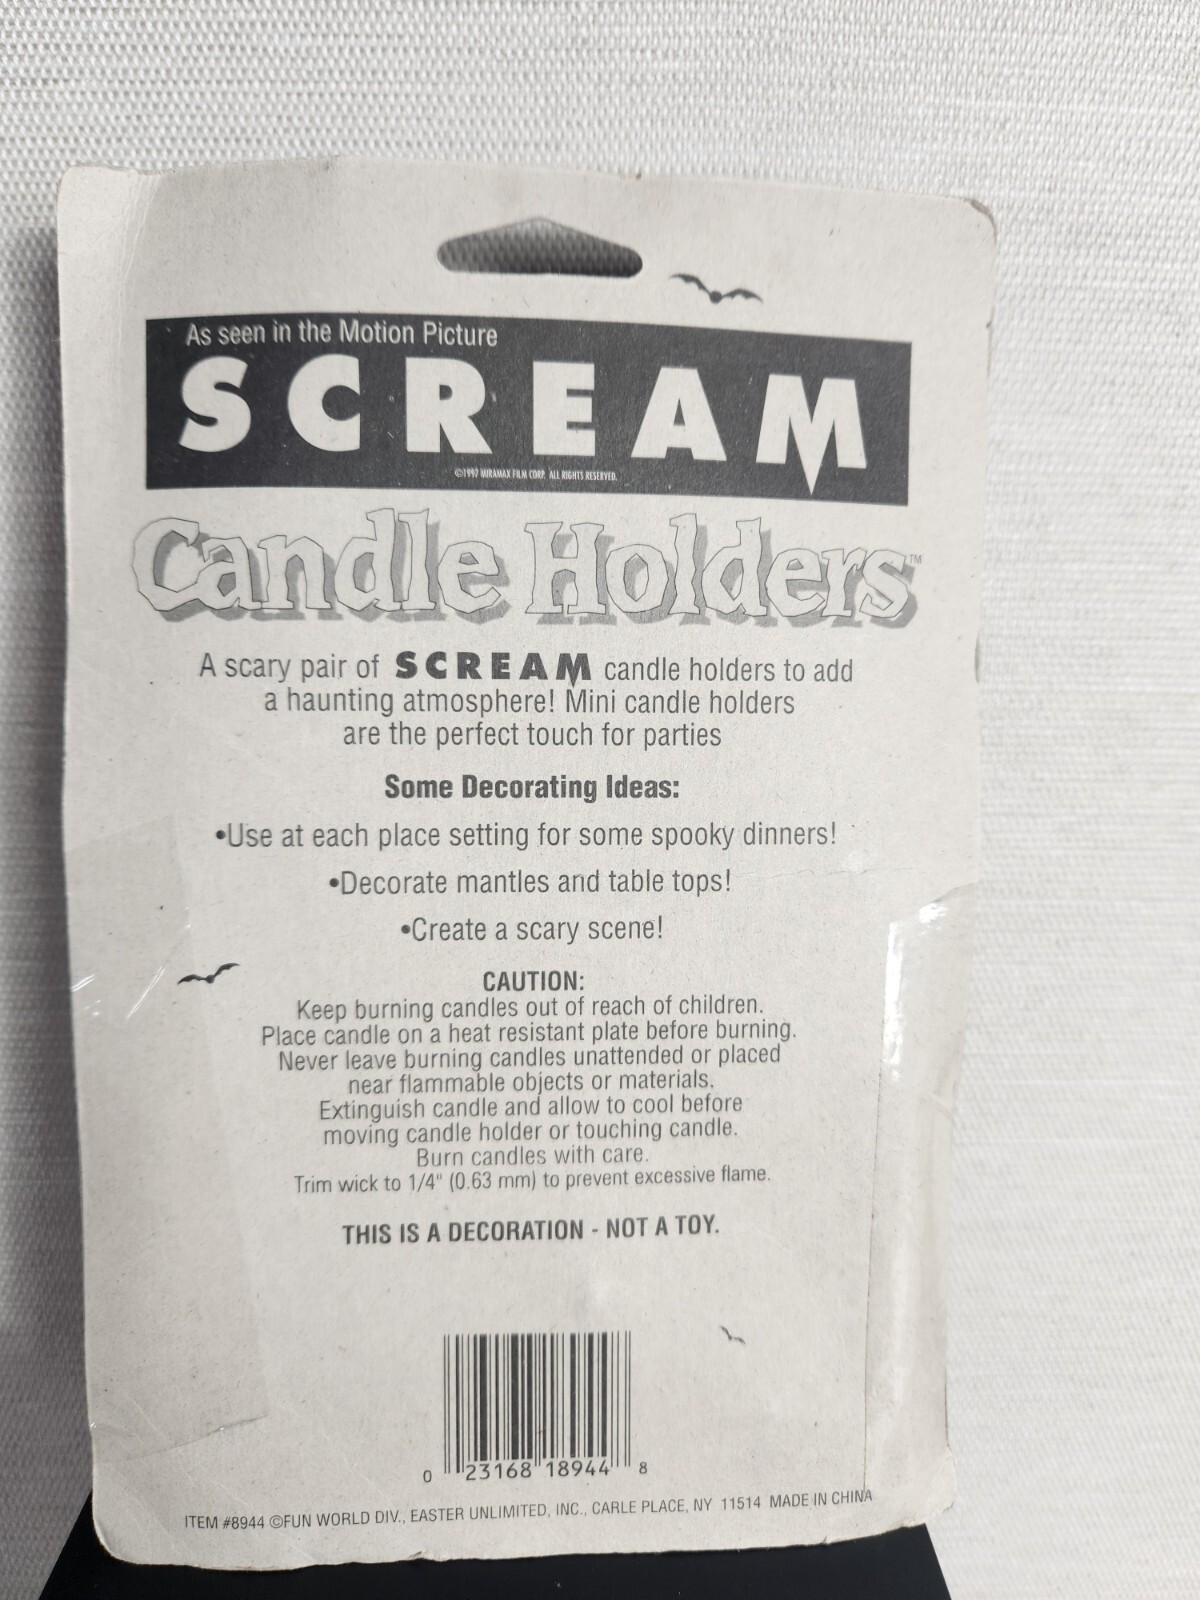 As seen in the Motion Picture
SCREAM
©1997 MIRAMAX FILM CORP. ALL RIGHTS RESERVED.
Candle Holders™
A scary pair of SCREAM candle holders to add
a haunting atmosphere! Mini candle holders
are the perfect touch for parties
Some Decorating Ideas:
•Use at each place setting for some spooky dinners!
•Decorate mantles and table tops!
•Create a scary scene!
CAUTION:
Keep burning candles out of reach of children.
Place candle on a heat resistant plate before burning.
Never leave burning candles unattended or placed
near flammable objects or materials.
Extinguish candle and allow to cool before
moving candle holder or touching candle.
Burn candles with care.
Trim wick to 1/4" (0.63 mm) to prevent excessive flame.
THIS IS A DECORATION - NOT A TOY.
0 23168 18944 8
ITEM #8944 ©FUN WORLD DIV., EASTER UNLIMITED, INC., CARLE PLACE, NY 11514 MADE IN CHINA